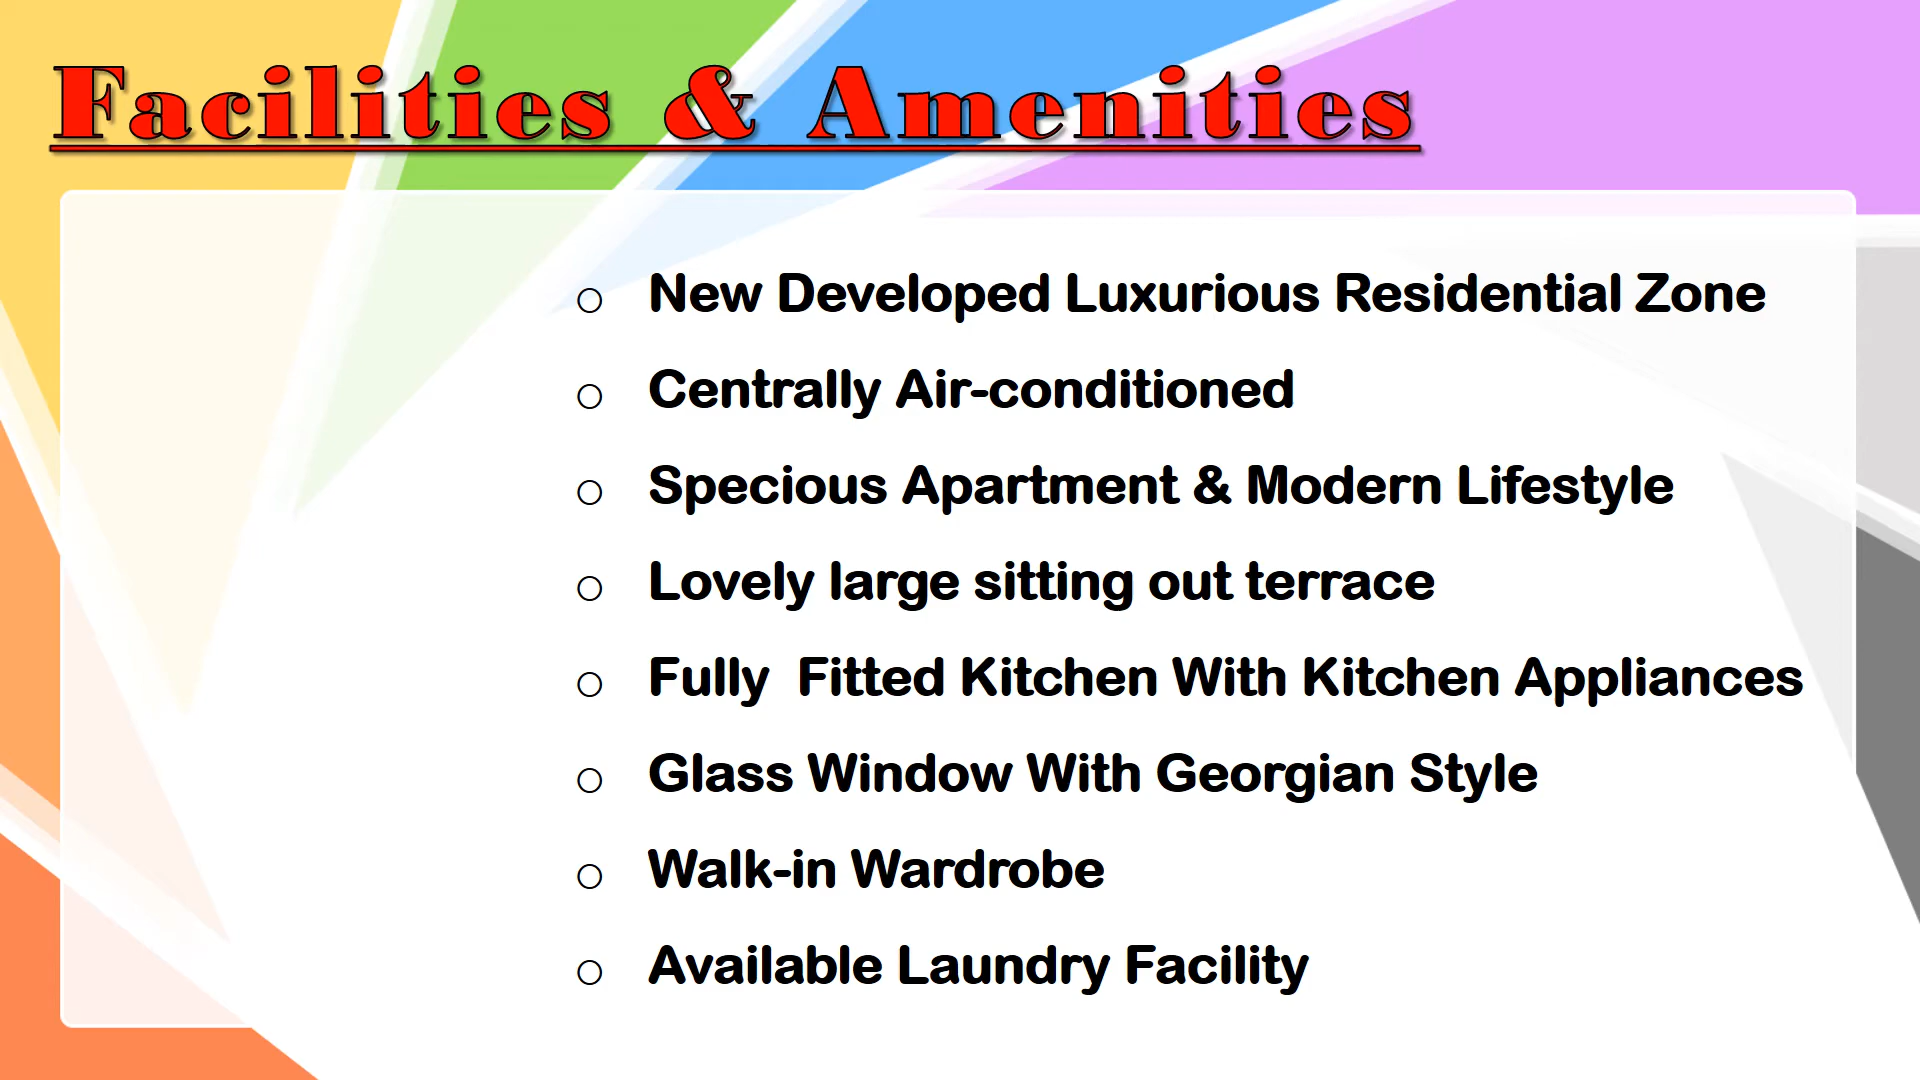 Facilities & Amenities
o New Developed Luxurious Residential Zone
o Centrally Air-conditioned
o Specious Apartment & Modern Lifestyle
o Lovely large sitting out terrace
o Fully  Fitted Kitchen With Kitchen Appliances
o Glass Window With Georgian Style
o Walk-in Wardrobe
o Available Laundry Facility